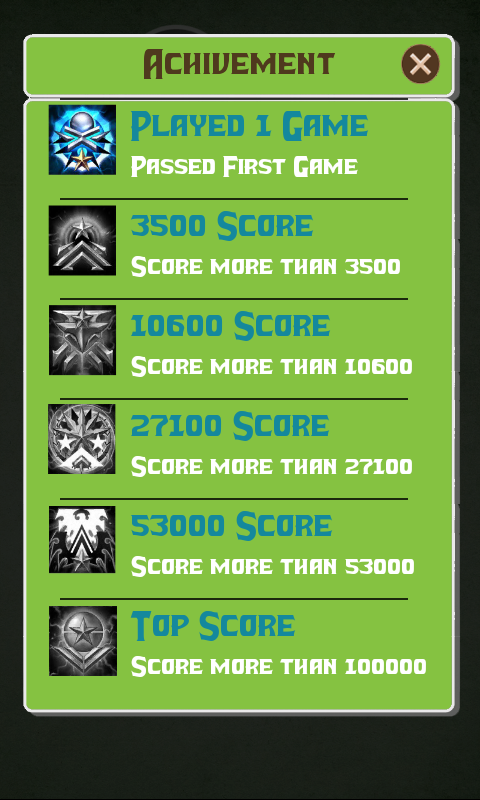 Achivement
Played 1 Game
Passed First Game
3500 Score
Score more than 3500
10600 Score
Score more than 10600
27100 Score
Score more than 27100
53000 Score
Score more than 53000
Top Score
Score more than 100000